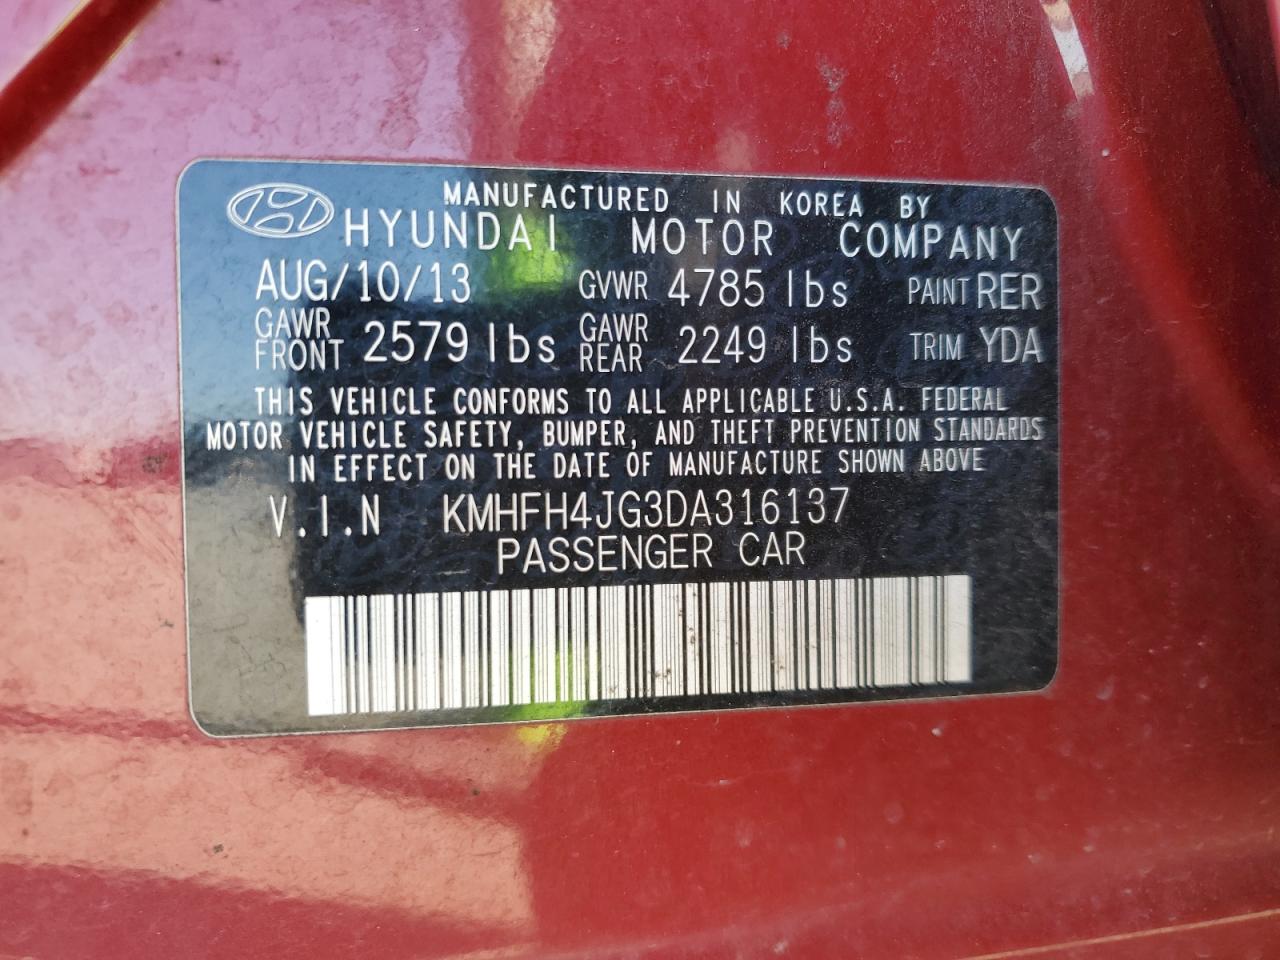 MANUFACTURED IN KOREA BY
HYUNDAI MOTOR COMPANY
AUG/10/13 GVWR 4785 lbs PAINT RER
GAWR FRONT 2579 lbs GAWR REAR 2249 lbs TRIM YDA
THIS VEHICLE CONFORMS TO ALL APPLICABLE U.S.A. FEDERAL
MOTOR VEHICLE SAFETY, BUMPER, AND THEFT PREVENTION STANDARDS
IN EFFECT ON THE DATE OF MANUFACTURE SHOWN ABOVE
V.I.N KMHFH4JG3DA316137
PASSENGER CAR